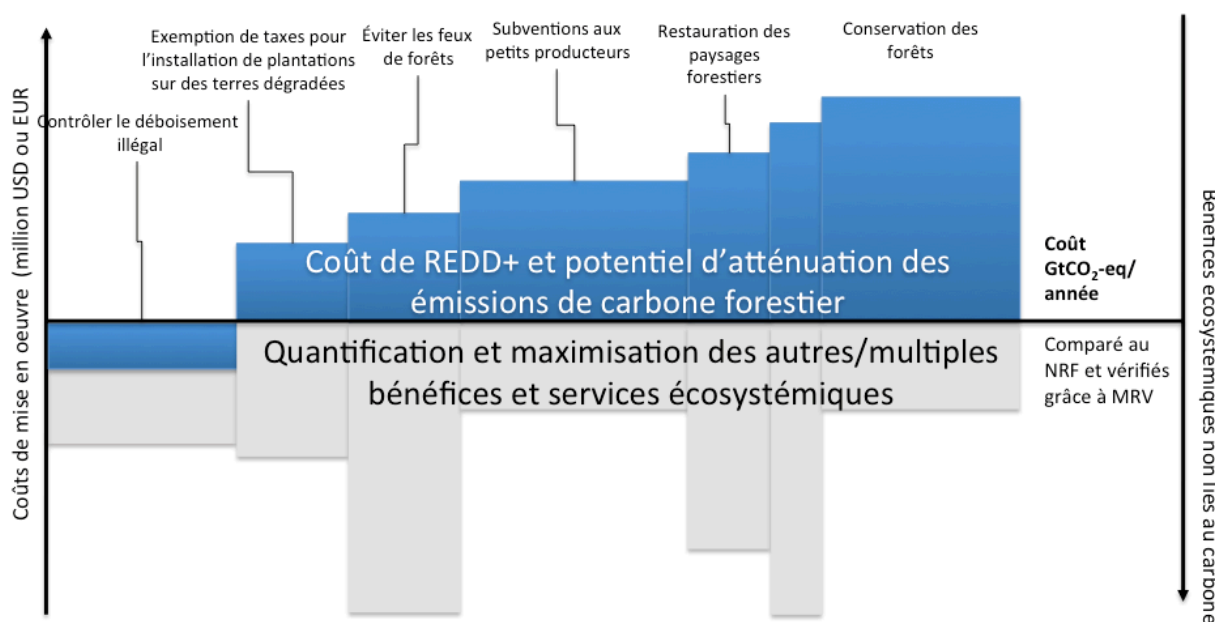 Exemption de taxes pour
l'installation de plantations
sur des terres dégradées
Éviter les feux
de forêts
Subventions aux
petits producteurs
Restauration des
paysages
forestiers
Conservation des
forêts
Contrôler le déboisement
illégal
Coûts de mise en oeuvre (million USD ou EUR
Coût de REDD+ et potentiel d'atténuation des
émissions de carbone forestier
Coût
GtCO₂-eq/
année
Quantification et maximisation des autres/multiples
bénéfices et services écosystémiques
Comparé au
NRF et vérifiés
grâce à MRV
Bénéfices écosystémiques non liés au carbone